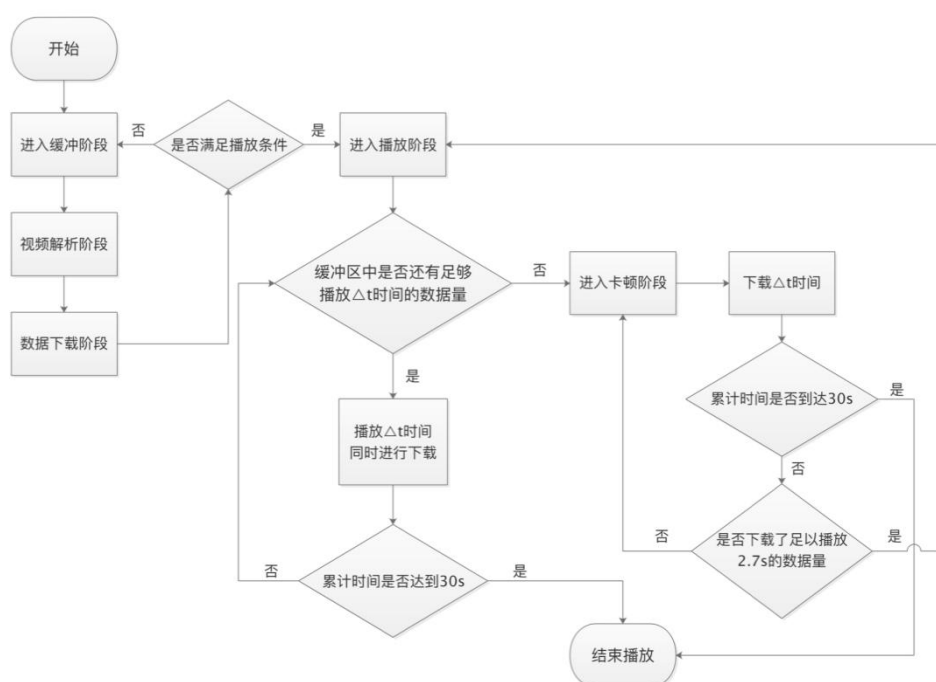 开始
进入缓冲阶段
否
是否满足播放条件
是
进入播放阶段
视频解析阶段
数据下载阶段
缓冲区中是否还有足够
播放△t时间的数据量
否
进入卡顿阶段
下载△t时间
是
播放△t时间
同时进行下载
累计时间是否到达30s
是
否
是否下载了足以播放
2.7s的数据量
否
是
否
累计时间是否达到30s
是
结束播放